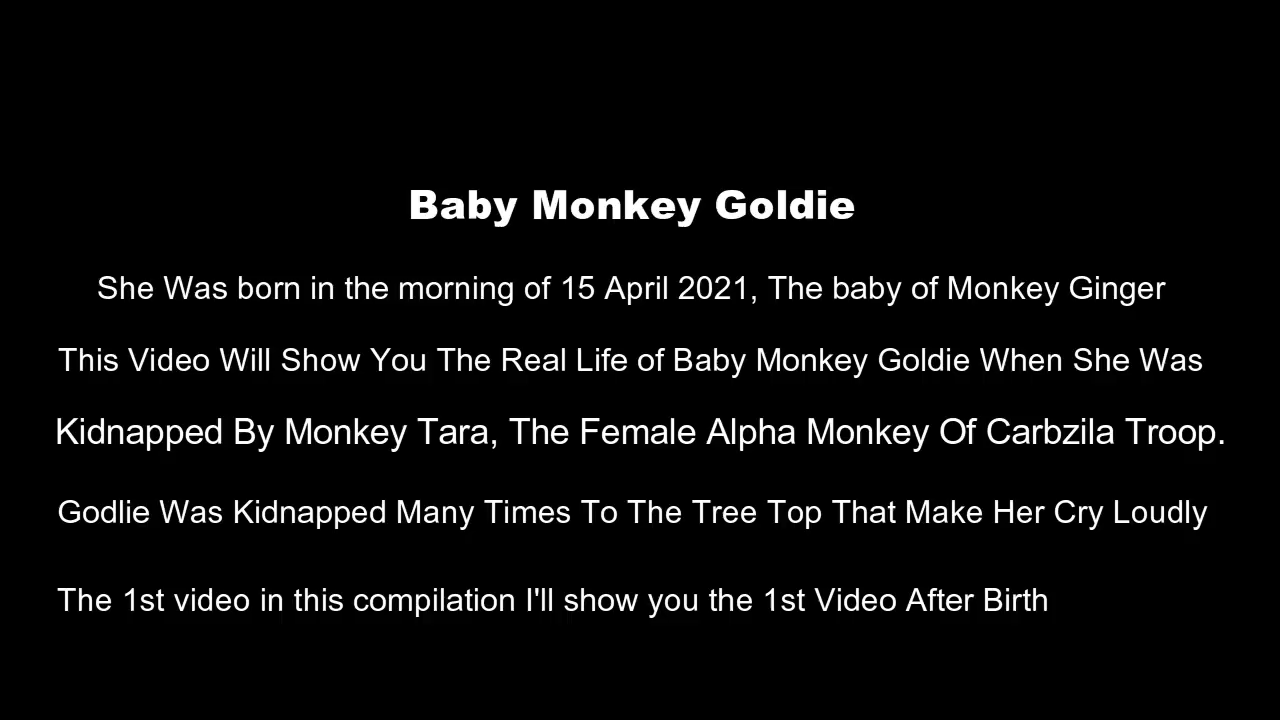 Baby Monkey Goldie
She Was born in the morning of 15 April 2021, The baby of Monkey Ginger
This Video Will Show You The Real Life of Baby Monkey Goldie When She Was
Kidnapped By Monkey Tara, The Female Alpha Monkey Of Carbzila Troop.
Godlie Was Kidnapped Many Times To The Tree Top That Make Her Cry Loudly
The 1st video in this compilation I'll show you the 1st Video After Birth